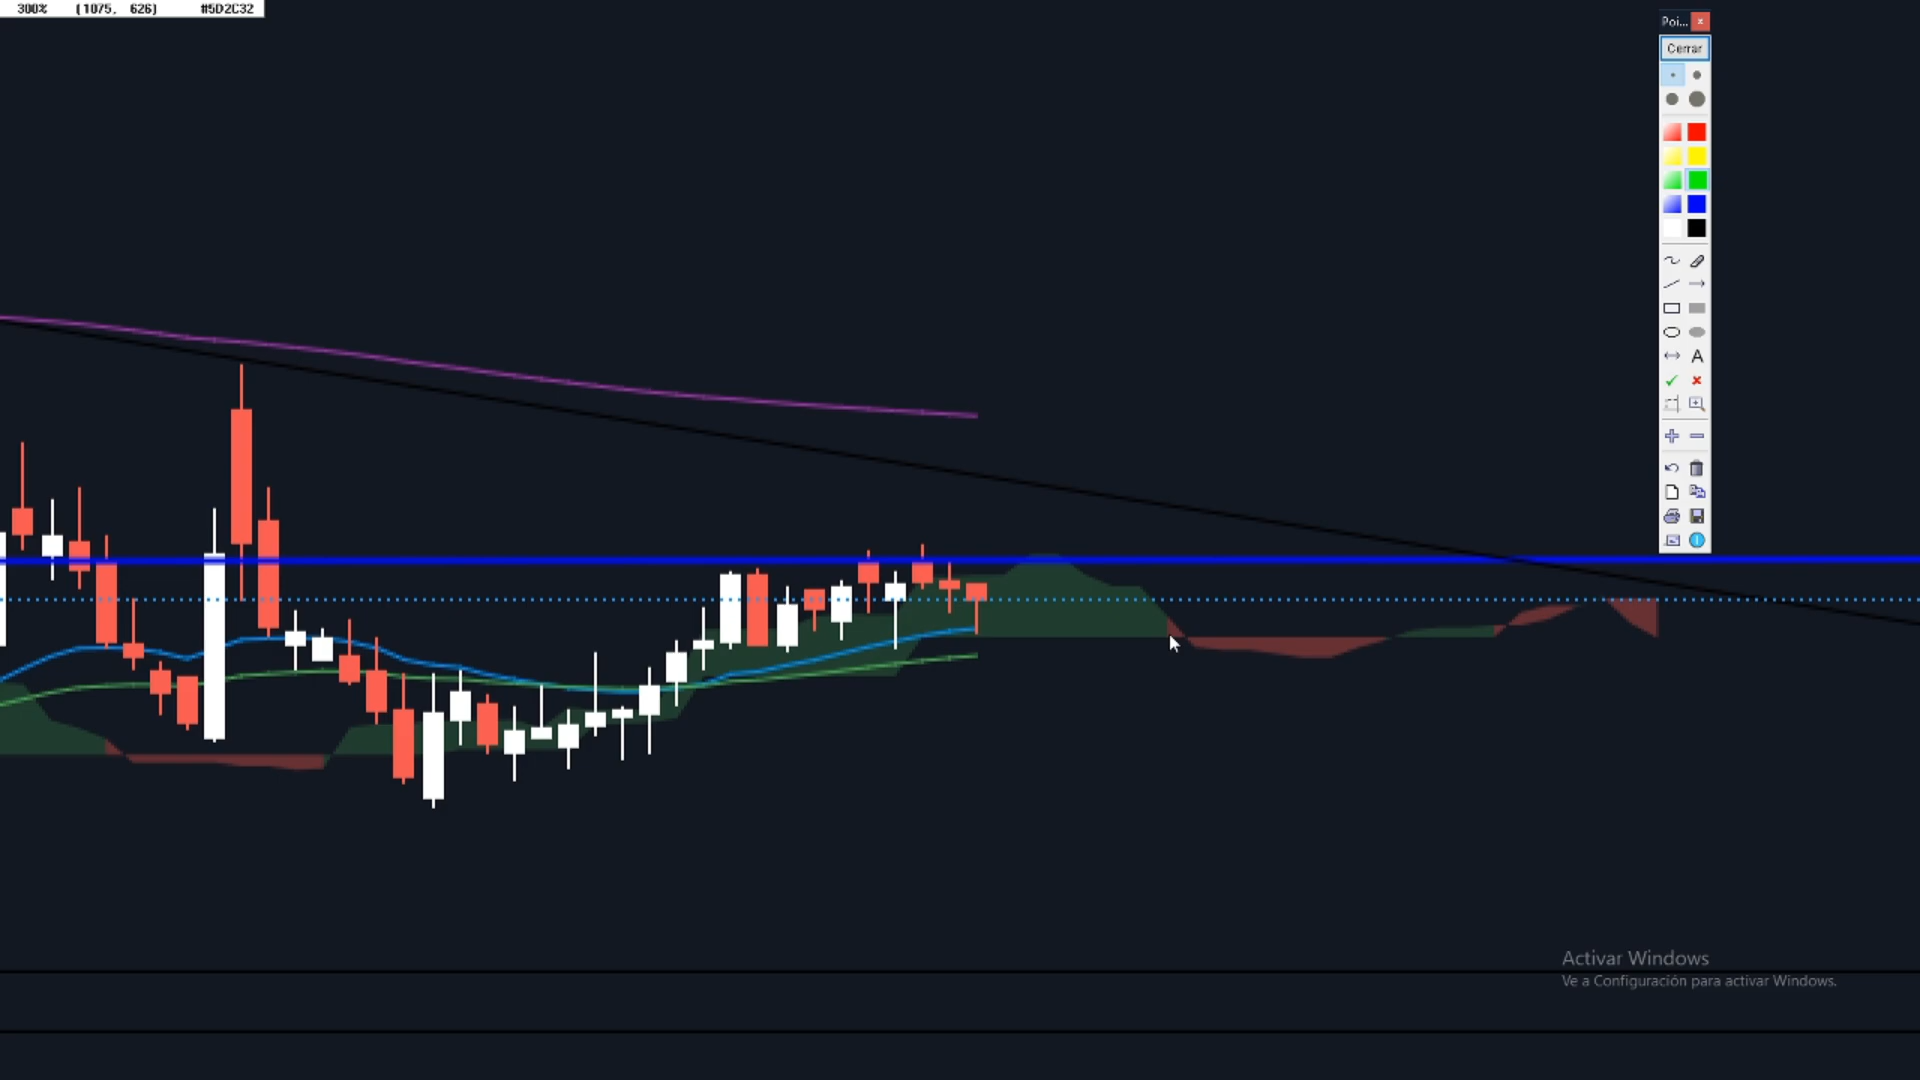 300% (1075, 626) #5D2C32
Poi...
Cerrar
A
Activar Windows
Ve a Configuración para activar Windows.